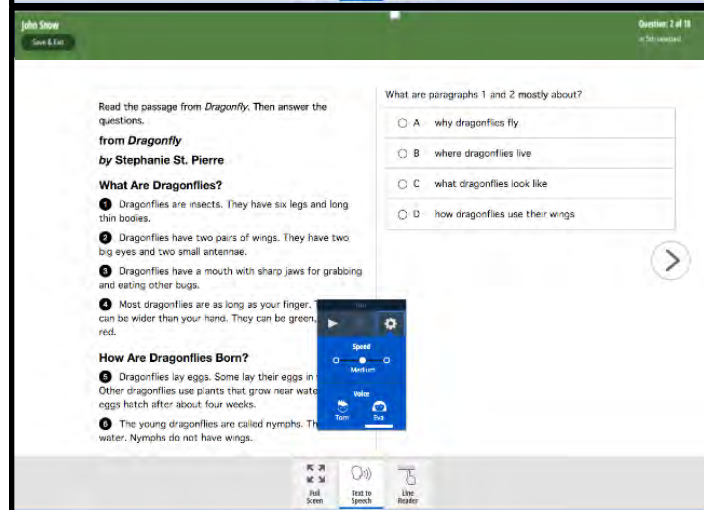 John Snow
Save & Exit
Question: 2 of 18
Read the passage from Dragonfly. Then answer the
questions.
from Dragonfly
by Stephanie St. Pierre
What Are Dragonflies?
1 Dragonflies are insects. They have six legs and long
thin bodies.
2 Dragonflies have two pairs of wings. They have two
big eyes and two small antennae.
3 Dragonflies have a mouth with sharp jaws for grabbing
and eating other bugs.
4 Most dragonflies are as long as your finger.
can be wider than your hand. They can be green,
red.
How Are Dragonflies Born?
5 Dragonflies lay eggs. Some lay their eggs in
Other dragonflies use plants that grow near
eggs hatch after about four weeks.
6 The young dragonflies are called nymphs.
water. Nymphs do not have wings.
What are paragraphs 1 and 2 mostly about?
A why dragonflies fly
B where dragonflies live
C what dragonflies look like
D how dragonflies use their wings
Speed
Medium
Voice
Tom Eva
Full Screen
Text to Speech
Line Reader